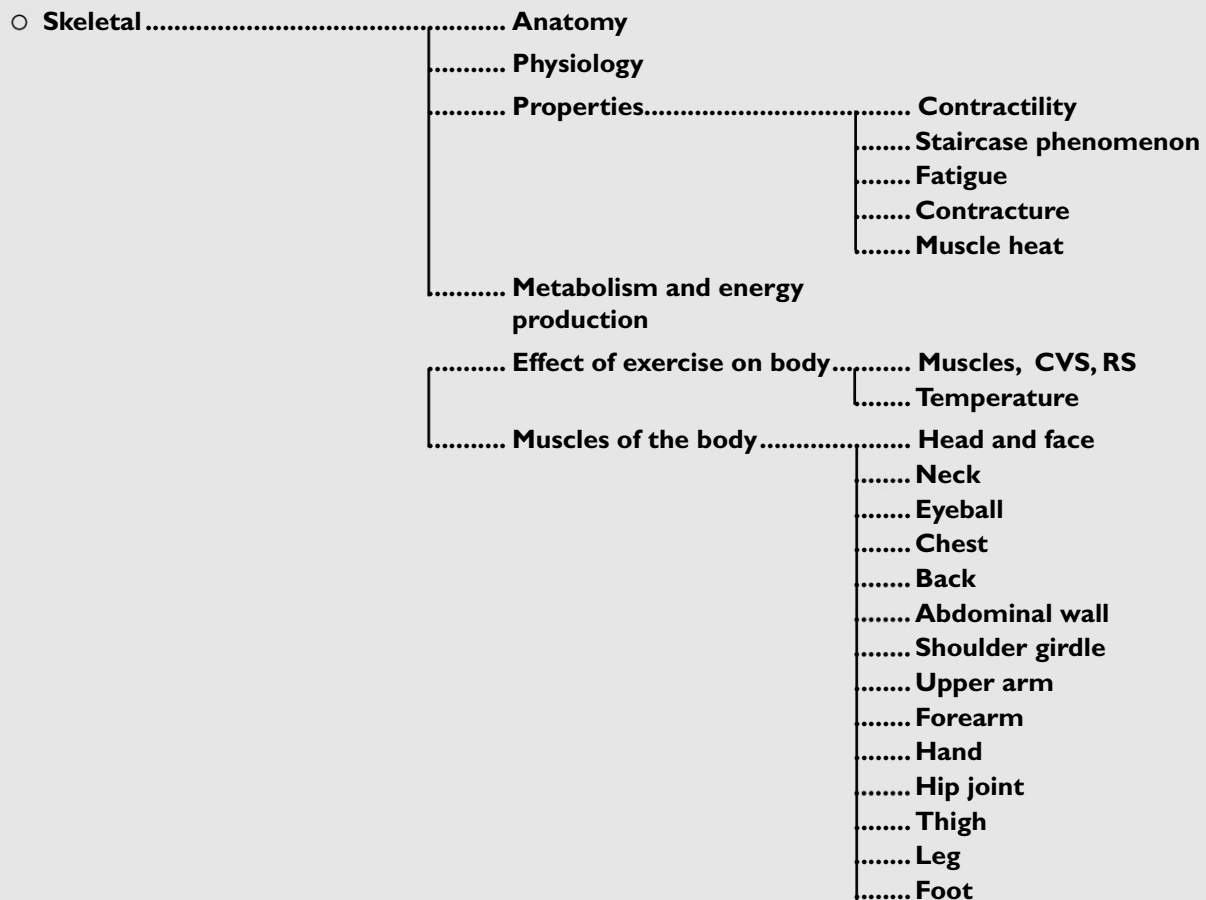 ○ Skeletal................................................ Anatomy
........... Physiology
........... Properties................................... Contractility
........ Staircase phenomenon
........ Fatigue
........ Contracture
........ Muscle heat
........... Metabolism and energy
production
........... Effect of exercise on body........... Muscles, CVS, RS
........ Temperature
........... Muscles of the body.................... Head and face
........ Neck
........ Eyeball
........ Chest
........ Back
........ Abdominal wall
........ Shoulder girdle
........ Upper arm
........ Forearm
........ Hand
........ Hip joint
........ Thigh
........ Leg
........ Foot